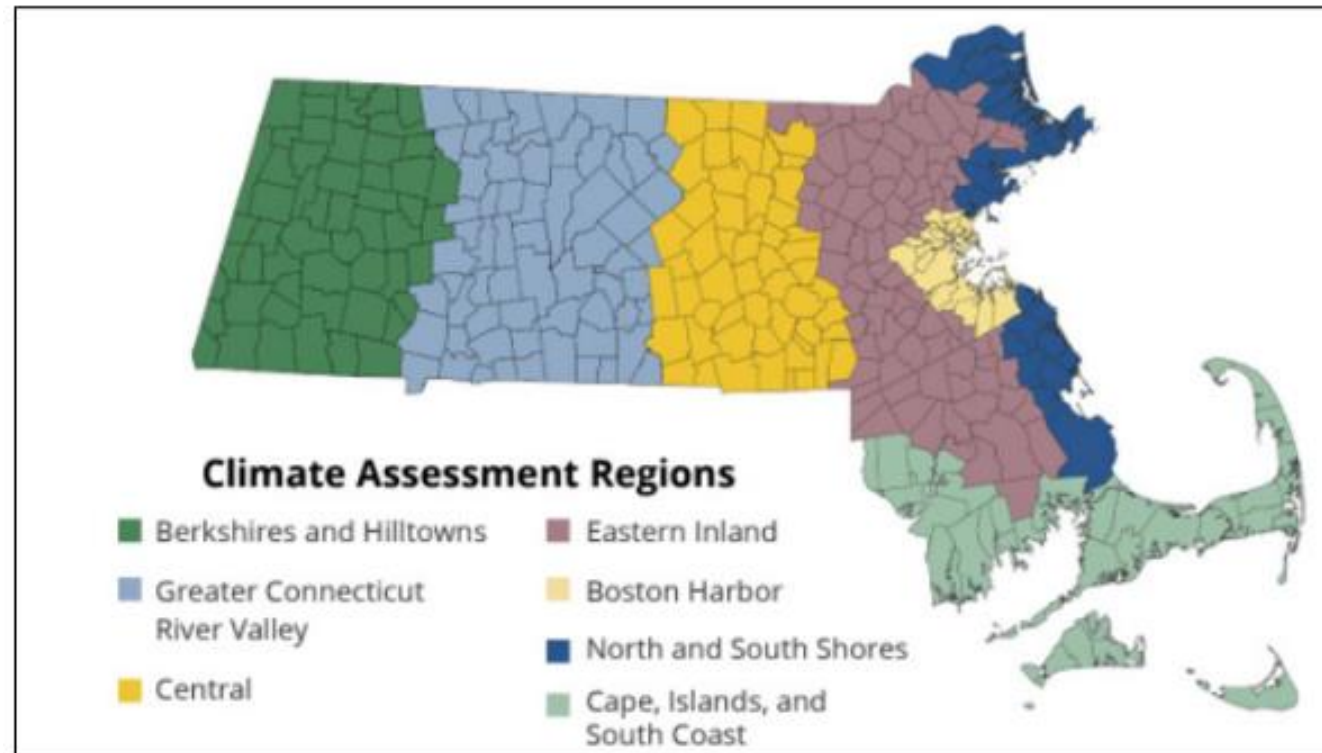 Climate Assessment Regions
Berkshires and Hilltowns
Greater Connecticut
River Valley
Central
Eastern Inland
Boston Harbor
North and South Shores
Cape, Islands, and
South Coast